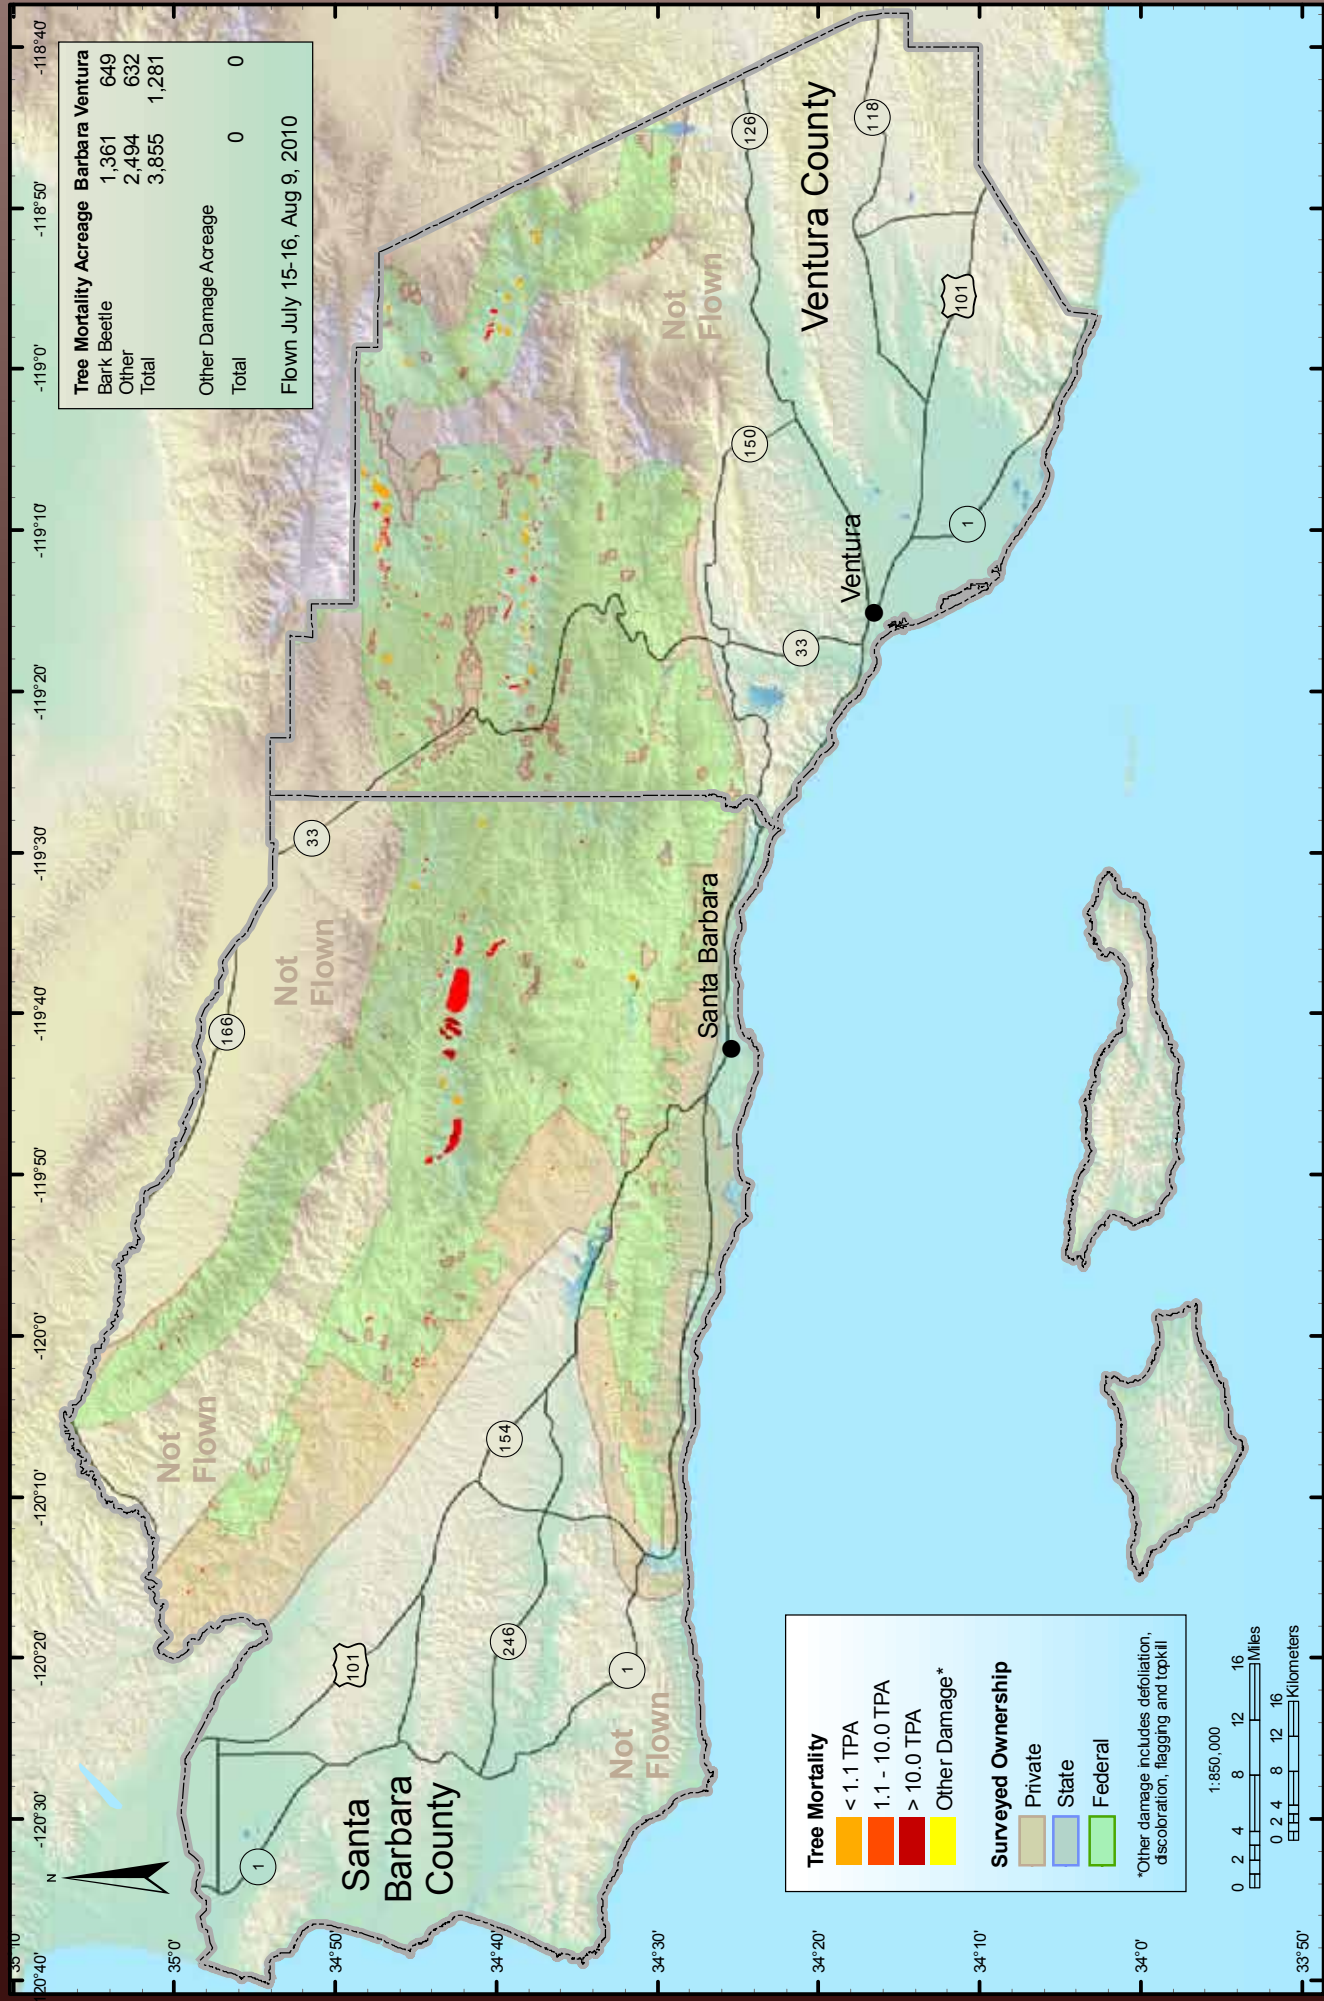 Tree Mortality Acreage Barbara Ventura
Bark Beetle 1,361 649
Other 2,494 632
Total 3,855 1,281
Other Damage Acreage
Total 0 0
Flown July 15-16, Aug 9, 2010
120°40'
-120°30'
-120°20'
-120°10'
-120°0'
-119°50'
-119°40'
-119°30'
-119°20'
-119°10'
-119°0'
-118°50'
-118°40'
35°10'
35°0'
34°50'
34°40'
34°30'
34°20'
34°10'
34°0'
33°50'
N
Not
Flown
Not
Flown
Not
Flown
Not
Flown
166
33
1
101
154
246
1
33
150
126
118
101
1
Santa
Barbara
County
Santa Barbara
Ventura
Ventura County
Tree Mortality
< 1.1 TPA
1.1 - 10.0 TPA
> 10.0 TPA
Other Damage*
Surveyed Ownership
Private
State
Federal
*Other damage includes defoliation,
discoloration, flagging and topkill
1:850,000
0 2 4 8 12 16
Miles
0 2 4 8 12 16
Kilometers